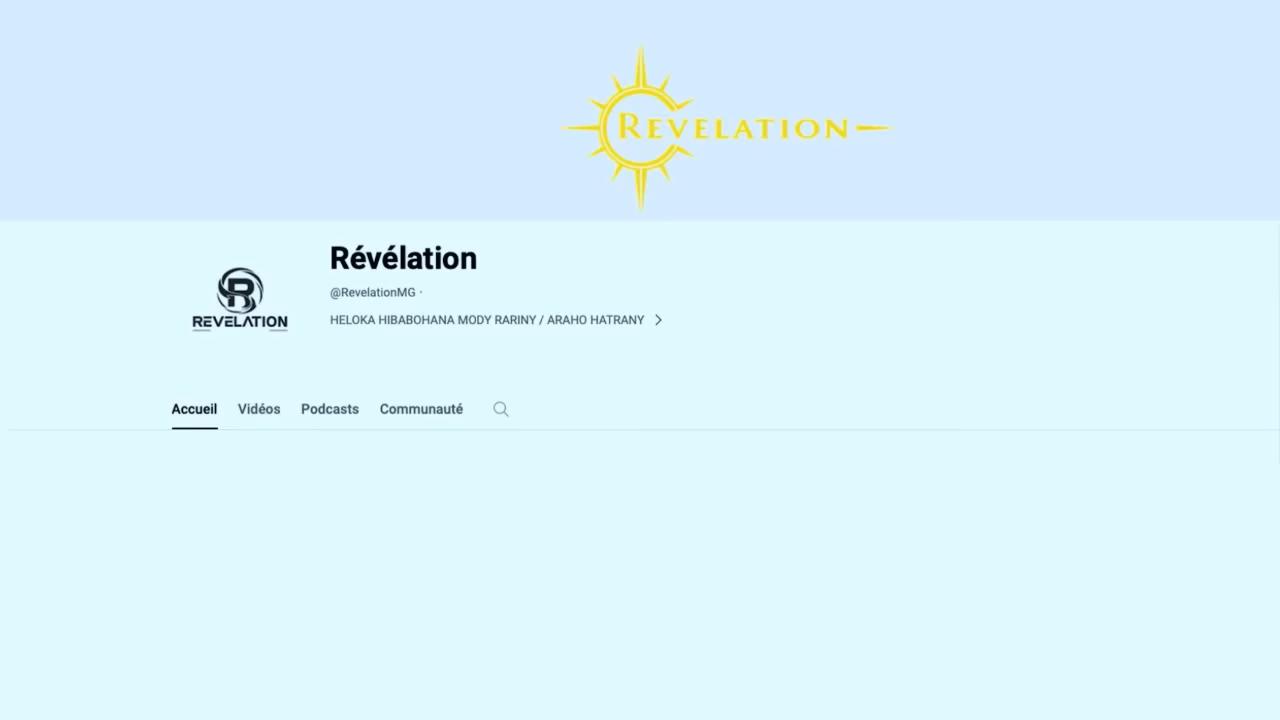 REVELATION
Révélation
@RevelationMG ·
HELOKA HIBABOHANA MODY RARINY / ARAHO HATRANY
R
REVELATION
Accueil Vidéos Podcasts Communauté